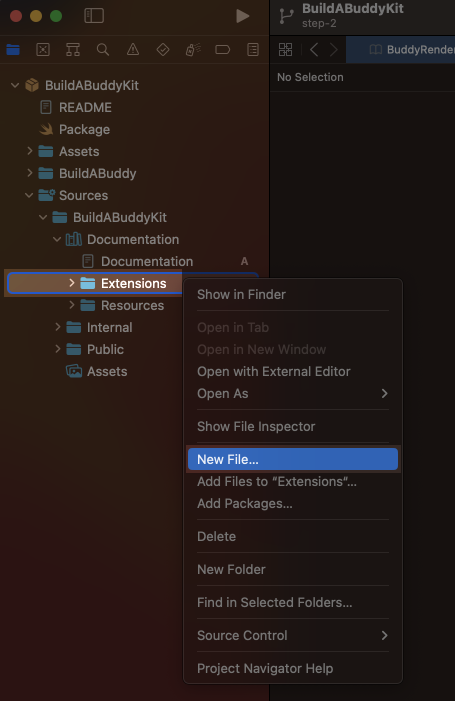 BuildABuddyKit
step-2
BuddyRender
No Selection
BuildABuddyKit
README
Package
Assets
BuildABuddy
Sources
BuildABuddyKit
Documentation
Documentation A
Extensions
Resources
Internal
Public
Assets
Show in Finder
Open in Tab
Open in New Window
Open with External Editor
Open As
Show File Inspector
New File...
Add Files to “Extensions”...
Add Packages...
Delete
New Folder
Find in Selected Folders...
Source Control
Project Navigator Help